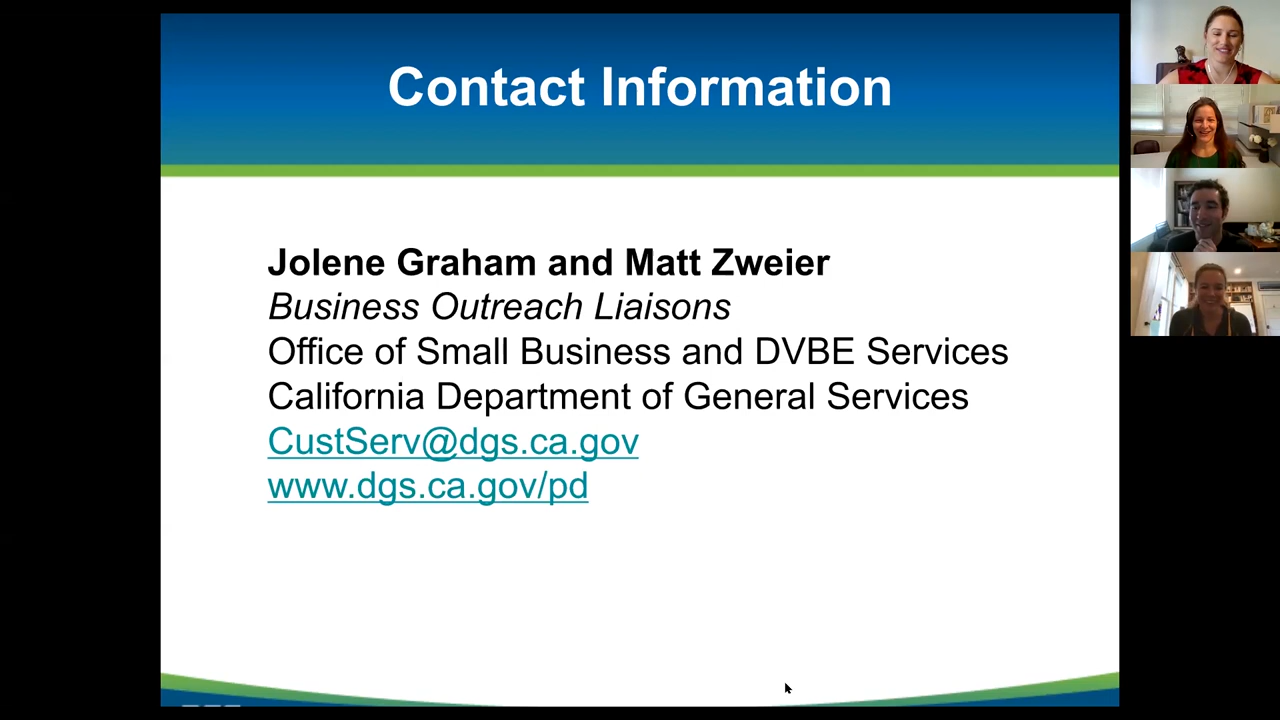 Contact Information
Jolene Graham and Matt Zweier
Business Outreach Liaisons
Office of Small Business and DVBE Services
California Department of General Services
CustServ@dgs.ca.gov
www.dgs.ca.gov/pd